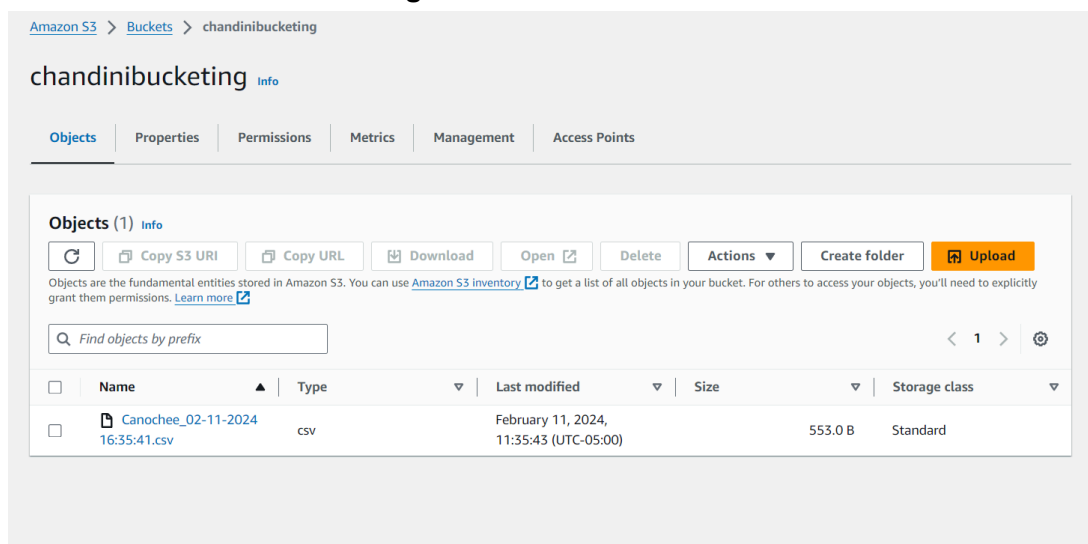 Amazon S3 > Buckets > chandinibucketing
chandinibucketing Info
Objects Properties Permissions Metrics Management Access Points
Objects (1) Info
Copy S3 URI Copy URL Download Open Delete Actions ▼ Create folder Upload
Objects are the fundamental entities stored in Amazon S3. You can use Amazon S3 inventory to get a list of all objects in your bucket. For others to access your objects, you'll need to explicitly
grant them permissions. Learn more
Find objects by prefix
< 1 >
Name Type Last modified Size Storage class
Canochee_02-11-2024
16:35:41.csv
csv
February 11, 2024,
11:35:43 (UTC-05:00)
553.0 B
Standard